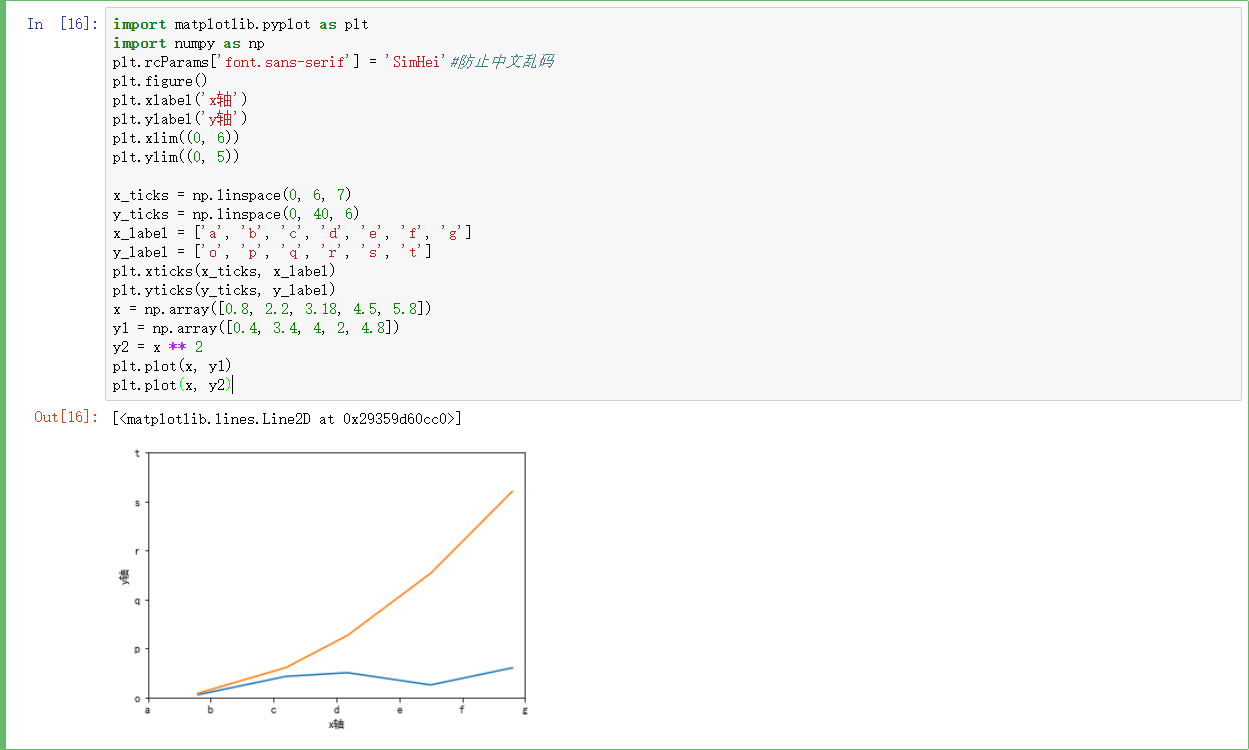 In [16]:
import matplotlib.pyplot as plt
import numpy as np
plt.rcParams['font.sans-serif'] = 'SimHei'#防止中文乱码
plt.figure()
plt.xlabel('x轴')
plt.ylabel('y轴')
plt.xlim((0, 6))
plt.ylim((0, 5))
x_ticks = np.linspace(0, 6, 7)
y_ticks = np.linspace(0, 40, 6)
x_label = ['a', 'b', 'c', 'd', 'e', 'f', 'g']
y_label = ['o', 'p', 'q', 'r', 's', 't']
plt.xticks(x_ticks, x_label)
plt.yticks(y_ticks, y_label)
x = np.array([0.8, 2.2, 3.18, 4.5, 5.8])
y1 = np.array([0.4, 3.4, 4, 2, 4.8])
y2 = x ** 2
plt.plot(x, y1)
plt.plot(x, y2)
Out[16]:
[<matplotlib.lines.Line2D at 0x29359d60cc0>]
t
s
r
y轴
q
p
o
a b c d e f g
x轴